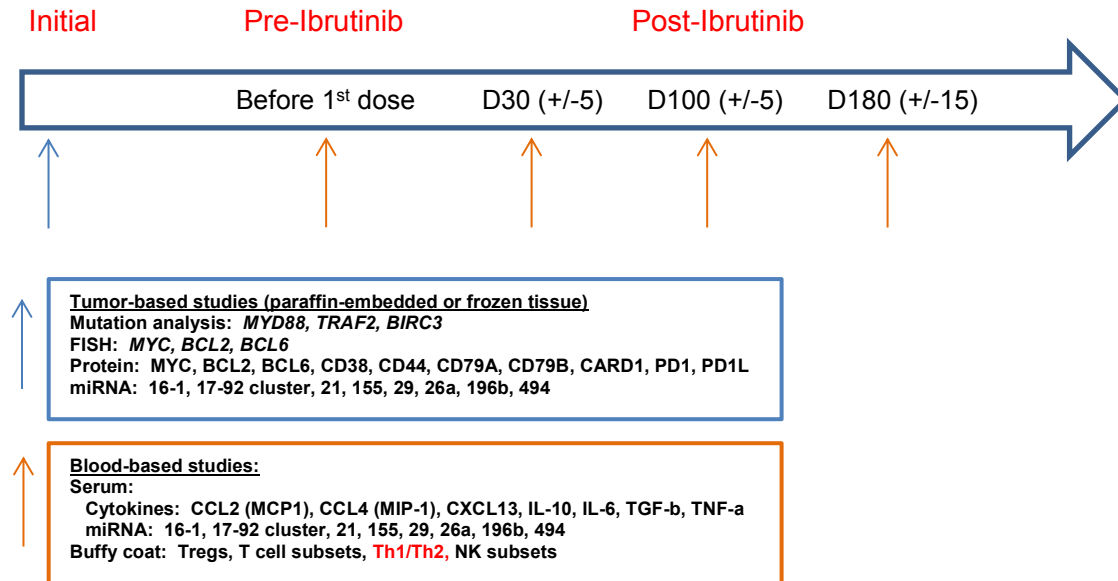 Initial Pre-Ibrutinib Post-Ibrutinib
Before 1st dose D30 (+/-5) D100 (+/-5) D180 (+/-15)
Tumor-based studies (paraffin-embedded or frozen tissue)
Mutation analysis: MYD88, TRAF2, BIRC3
FISH: MYC, BCL2, BCL6
Protein: MYC, BCL2, BCL6, CD38, CD44, CD79A, CD79B, CARD1, PD1, PD1L
miRNA: 16-1, 17-92 cluster, 21, 155, 29, 26a, 196b, 494
Blood-based studies:
Serum:
Cytokines: CCL2 (MCP1), CCL4 (MIP-1), CXCL13, IL-10, IL-6, TGF-b, TNF-a
miRNA: 16-1, 17-92 cluster, 21, 155, 29, 26a, 196b, 494
Buffy coat: Tregs, T cell subsets, Th1/Th2, NK subsets